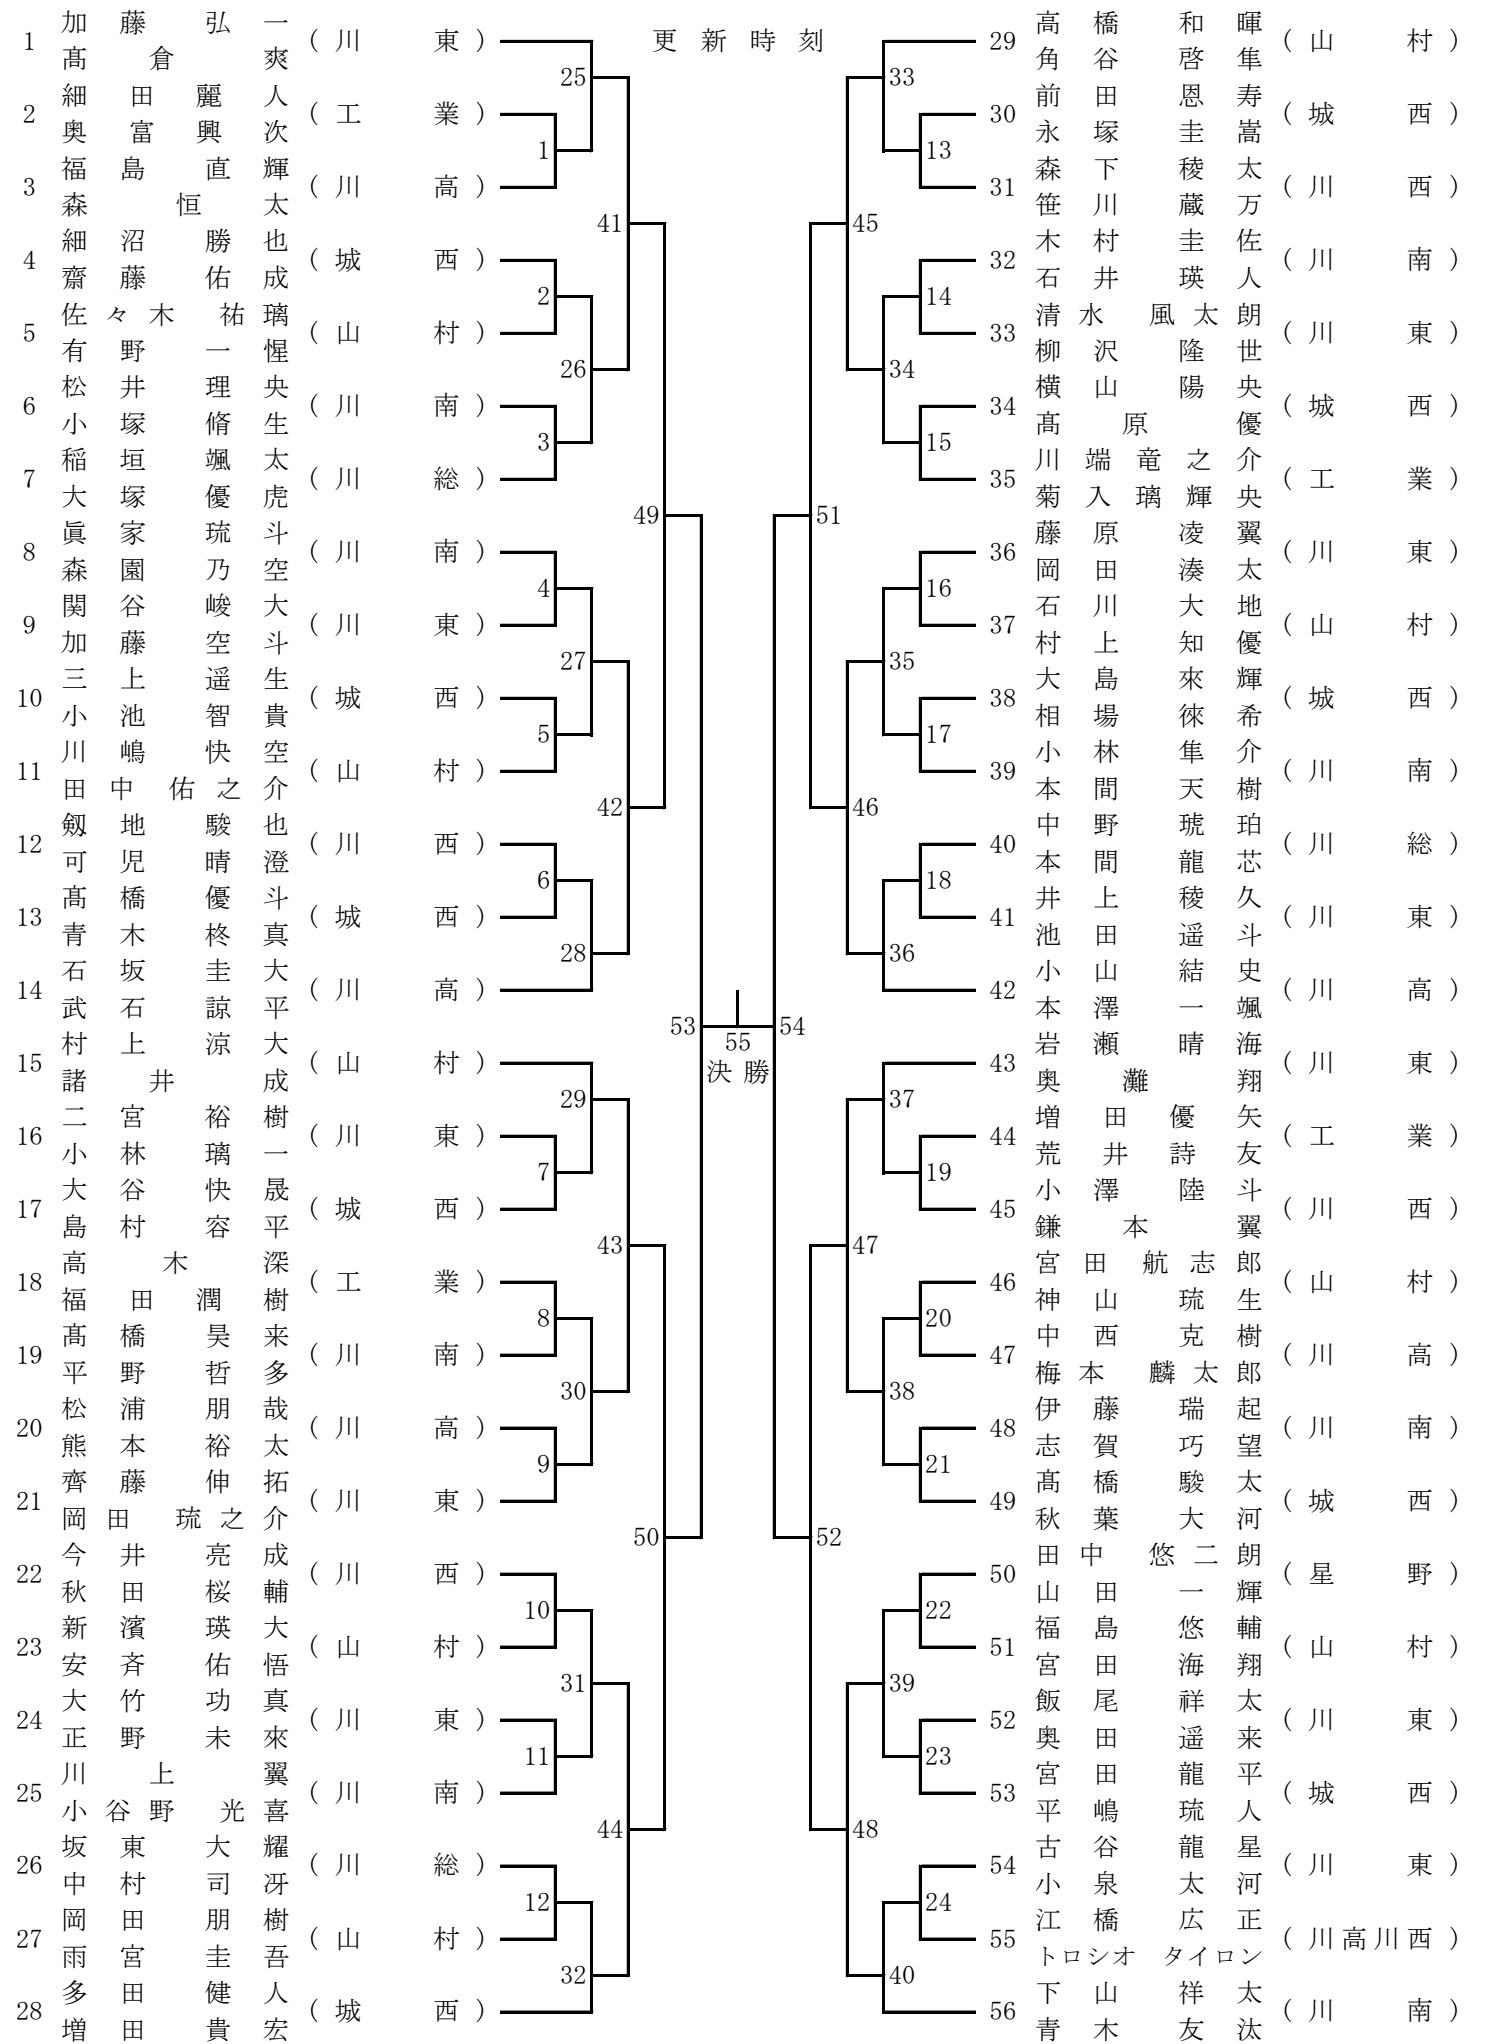 更新時刻
1 加藤 弘一 (川東)
髙倉 爽
2 細田 麗人 (工業)
奥富 興次
3 福島 直輝 (川高)
森 恒太
4 細沼 勝也 (城西)
齋藤 佑成
5 佐々木 祐璃 (山村)
有野 一惺
6 松井 理央 (川南)
小塚 脩生
7 稲垣 颯太 (川総)
大塚 優虎
8 眞家 琉斗 (川南)
森園 乃空
9 関谷 峻大 (川東)
加藤 空斗
10 三上 遥生 (城西)
小池 智貴
11 川嶋 快空 (山村)
田中 佑之介
12 剱地 駿也 (川西)
可児 晴澄
13 髙橋 優斗 (城西)
青木 柊真
14 石坂 圭大 (川高)
武石 諒平
15 村上 涼大 (山村)
諸井 成
16 二宮 裕樹 (川東)
小林 璃一
17 大谷 快晟 (城西)
島村 容平
18 高木 深 (工業)
福田 潤樹
19 髙橋 昊来 (川南)
平野 哲多
20 松浦 朋哉 (川高)
熊本 裕太
21 齊藤 伸拓 (川東)
岡田 琉之介
22 今井 亮成 (川西)
秋田 桜輔
23 新濱 瑛大 (山村)
安斉 佑悟
24 大竹 功真 (川東)
正野 未來
25 川上 翼 (川南)
小谷野 光喜
26 坂東 大耀 (川総)
中村 司冴
27 岡田 朋樹 (山村)
雨宮 圭吾
28 多田 健人 (城西)
増田 貴宏
25
1
41
2
26
3
49
4
27
5
42
6
28
53
29
7
43
8
30
9
50
10
31
11
44
12
32
55
決勝
33
13
45
14
34
15
51
16
35
17
46
18
36
54
37
19
47
20
38
21
52
22
39
23
48
24
40
29 高橋 和暉 (山村)
角谷 啓隼
30 前田 恩寿 (城西)
永塚 圭嵩
31 森下 稜太 (川西)
笹川 蔵万
32 木村 圭佐 (川南)
石井 瑛人
33 清水 風太朗 (川東)
柳沢 隆世
34 横山 陽央 (城西)
髙原 優
35 川端 竜之介 (工業)
菊入 璃輝央
36 藤原 凌翼 (川東)
岡田 湊太
37 石川 大地 (山村)
村上 知優
38 大島 來輝 (城西)
相場 徠希
39 小林 隼介 (川南)
本間 天樹
40 中野 琥珀 (川総)
本間 龍芯
41 井上 稜久 (川東)
池田 遥斗
42 小山 結史 (川高)
本澤 一颯
43 岩瀬 晴海 (川東)
奥灘 翔
44 増田 優矢 (工業)
荒井 詩友
45 小澤 陸斗 (川西)
鎌本 翼
46 宮田 航志郎 (山村)
神山 琉生
47 中西 克樹 (川高)
梅本 麟太郎
48 伊藤 瑞起 (川南)
志賀 巧望
49 髙橋 駿太 (城西)
秋葉 大河
50 田中 悠二朗 (星野)
山田 一輝
51 福島 悠輔 (山村)
宮田 海翔
52 飯尾 祥太 (川東)
奥田 遥来
53 宮田 龍平 (城西)
平嶋 琉人
54 古谷 龍星 (川東)
小泉 太河
55 江橋 広正 (川高川西)
トロシオ タイロン
56 下山 祥太 (川南)
青木 友汰